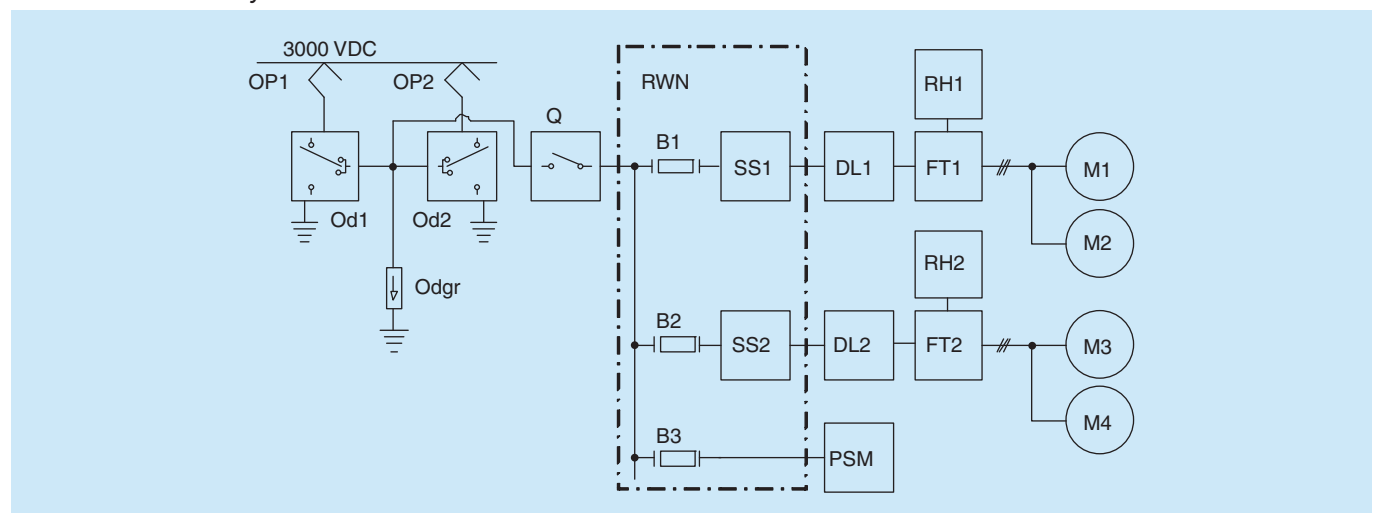 3000 VDC
OP1
OP2
Q
RWN
RH1
B1
SS1
DL1
FT1
M1
Od1
Od2
M2
RH2
Odgr
B2
SS2
DL2
FT2
M3
M4
B3
PSM